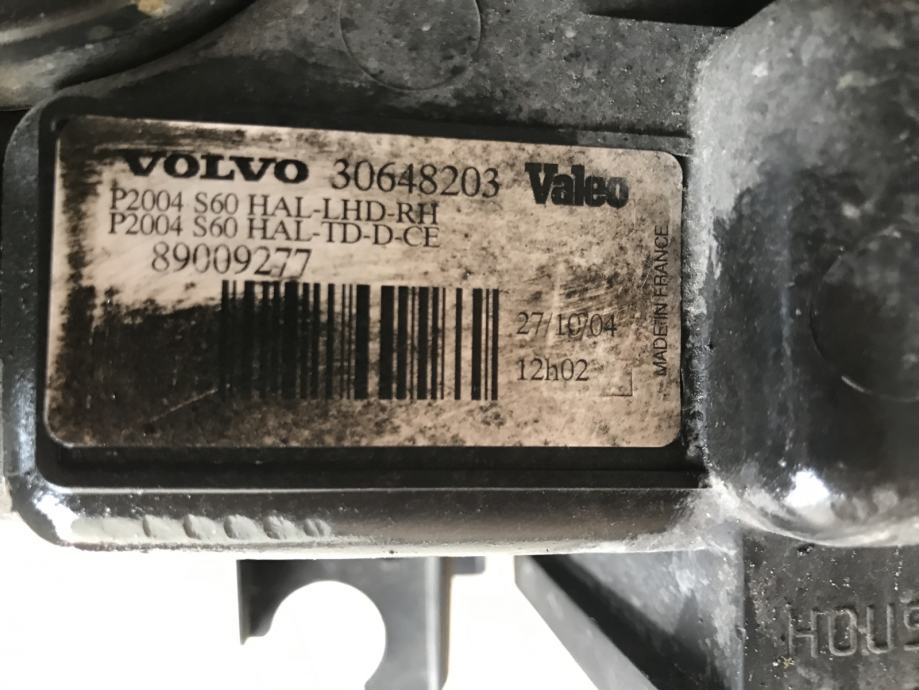 VOLVO 30648203 Valeo
P2004 S60 HAL-LHD-RH
P2004 S60 HAL-TD-D-CE
89009277
27/10/04
12h02
MADE IN FRANCE
HOUS